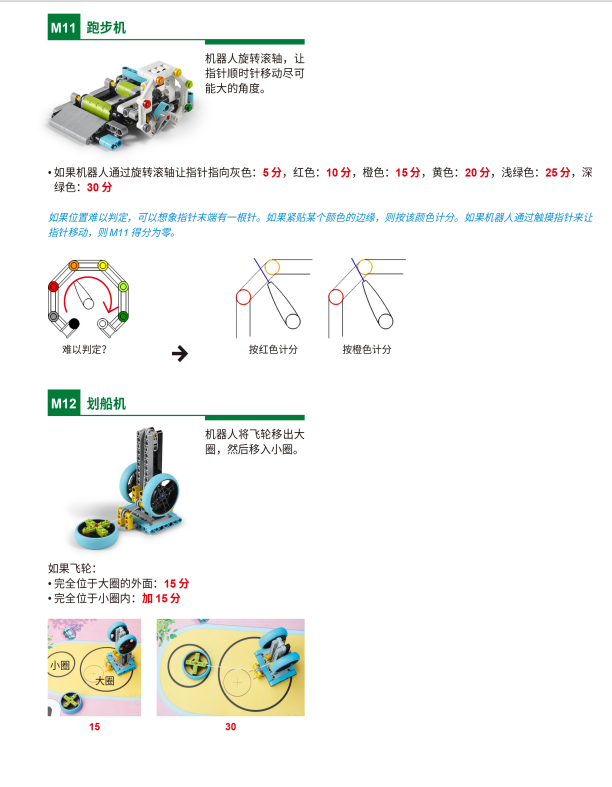 M11 跑步机
机器人旋转滚轴，让
指针顺时针移动尽可
能大的角度。
• 如果机器人通过旋转滚轴让指针指向灰色：5 分，红色：10 分，橙色：15 分，黄色：20 分，浅绿色：25 分，深
绿色：30 分
如果位置难以判定，可以想象指针末端有一根针。如果紧贴某个颜色的边缘，则按该颜色计分。如果机器人通过触摸指针来让
指针移动，则 M11 得分为零。
难以判定？
按红色计分
按橙色计分
M12 划船机
机器人将飞轮移出大
圈，然后移入小圈。
如果飞轮：
• 完全位于大圈的外面：15 分
• 完全位于小圈内：加 15 分
小圈
大圈
15
30